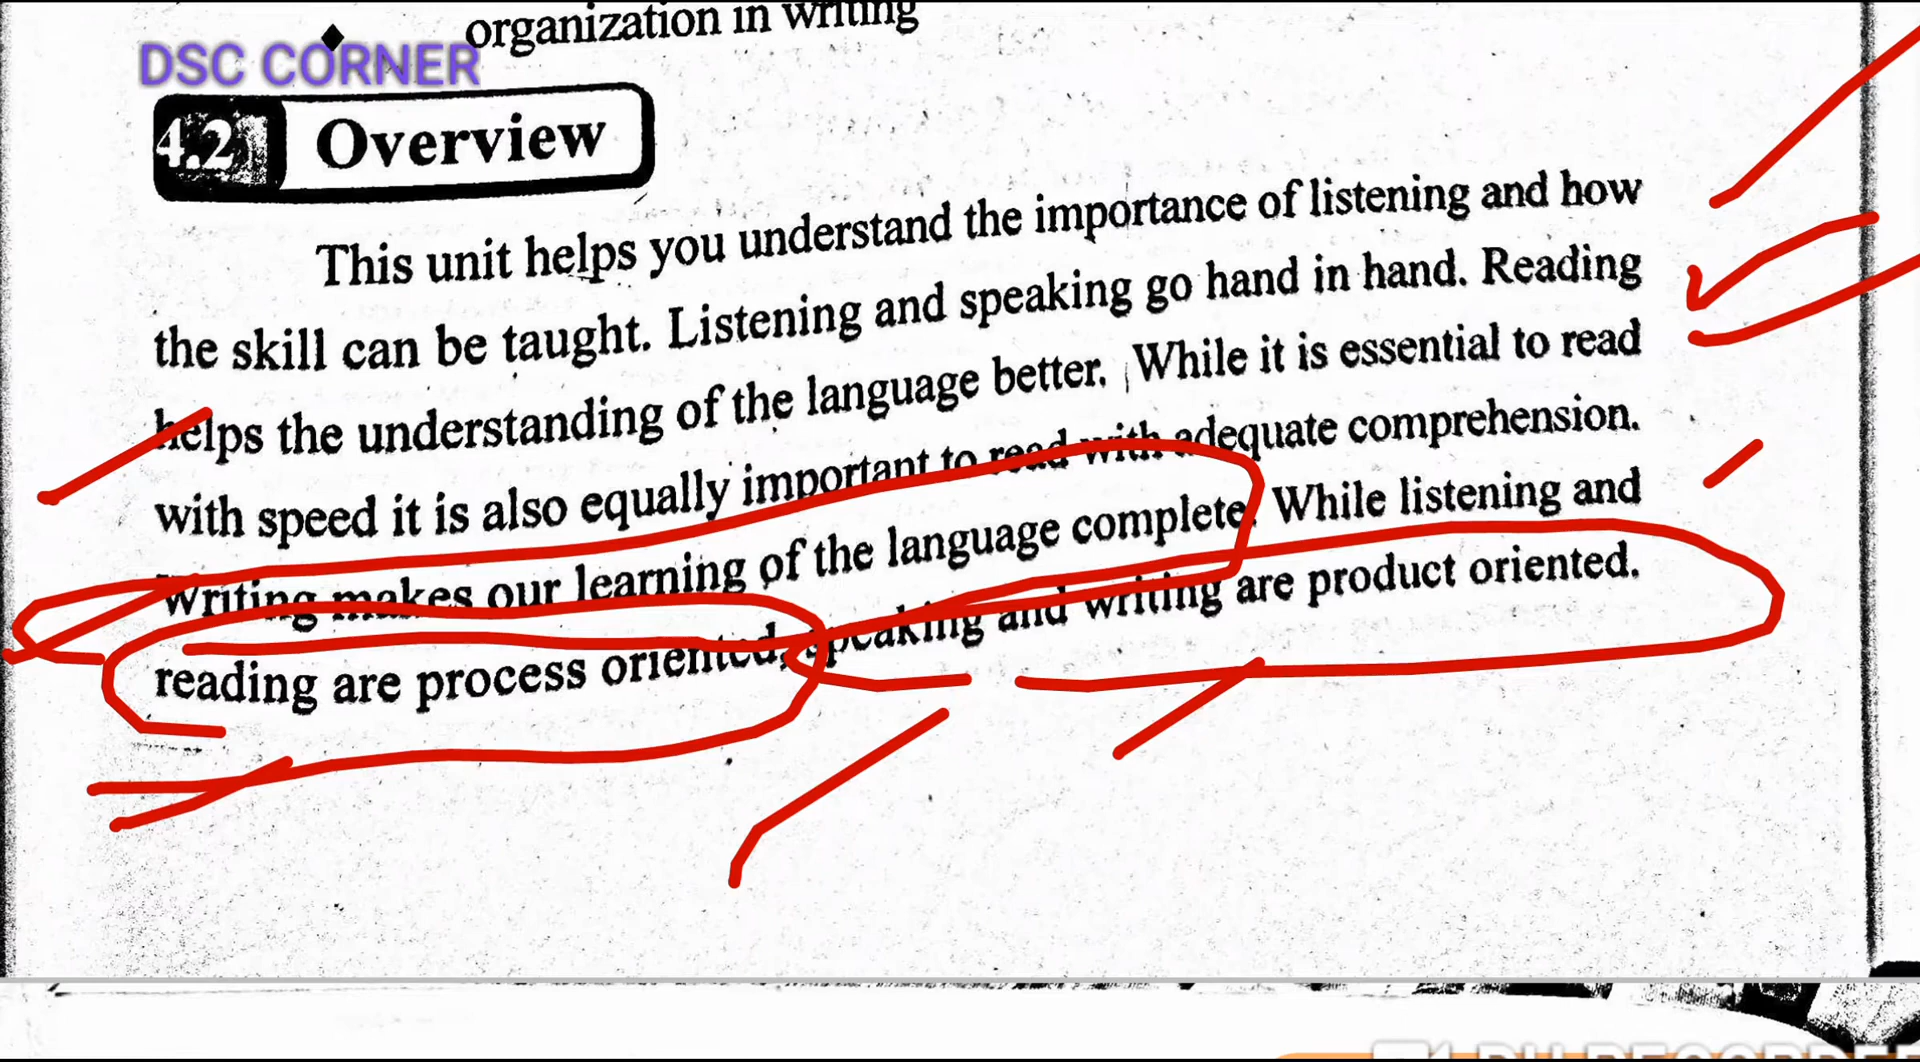 organization in writing
DSC CORNER
4.2 Overview
This unit helps you understand the importance of listening and how
the skill can be taught. Listening and speaking go hand in hand. Reading
helps the understanding of the language better. While it is essential to read
with speed it is also equally important to read with adequate comprehension.
Writing makes our learning of the language complete. While listening and
reading are process oriented, speaking and writing are product oriented.